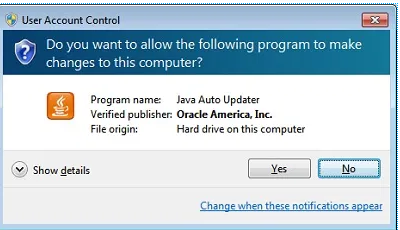 User Account Control
Do you want to allow the following program to make
changes to this computer?
Program name: Java Auto Updater
Verified publisher: Oracle America, Inc.
File origin: Hard drive on this computer
Show details
Yes
No
Change when these notifications appear